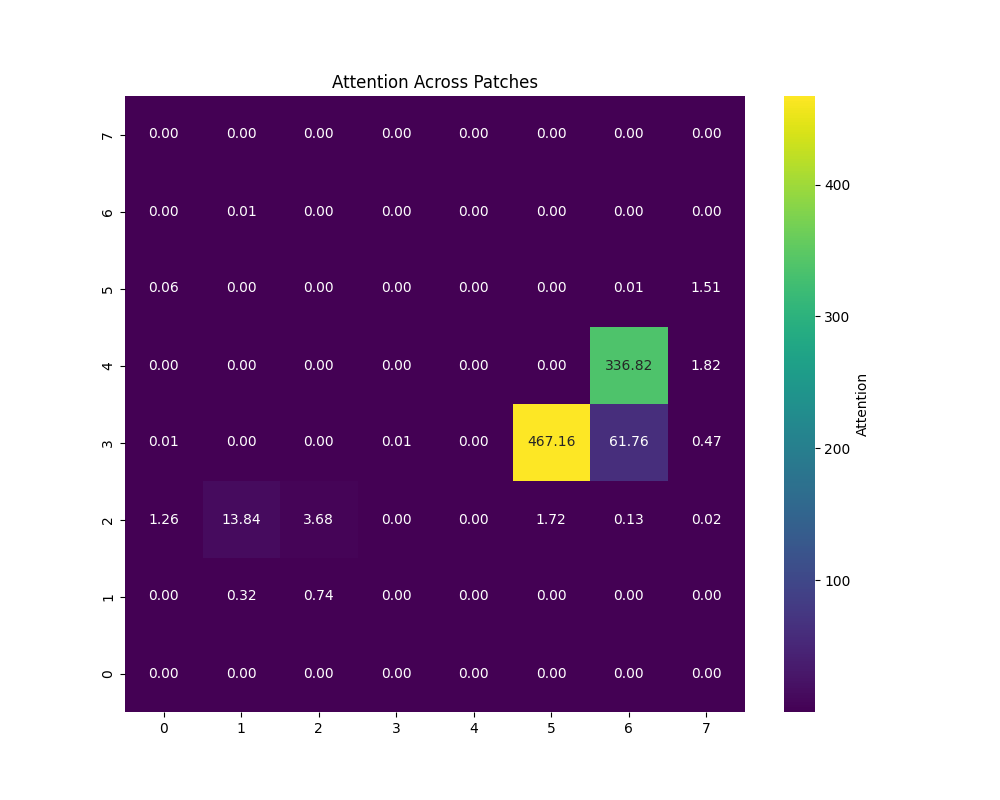 Attention Across Patches
7 0.00 0.00 0.00 0.00 0.00 0.00 0.00 0.00
6 0.00 0.01 0.00 0.00 0.00 0.00 0.00 0.00
5 0.06 0.00 0.00 0.00 0.00 0.00 0.01 1.51
4 0.00 0.00 0.00 0.00 0.00 0.00 336.82 1.82
3 0.01 0.00 0.00 0.01 0.00 467.16 61.76 0.47
2 1.26 13.84 3.68 0.00 0.00 1.72 0.13 0.02
1 0.00 0.32 0.74 0.00 0.00 0.00 0.00 0.00
0 0.00 0.00 0.00 0.00 0.00 0.00 0.00 0.00
0 1 2 3 4 5 6 7
400
300
200
100
Attention